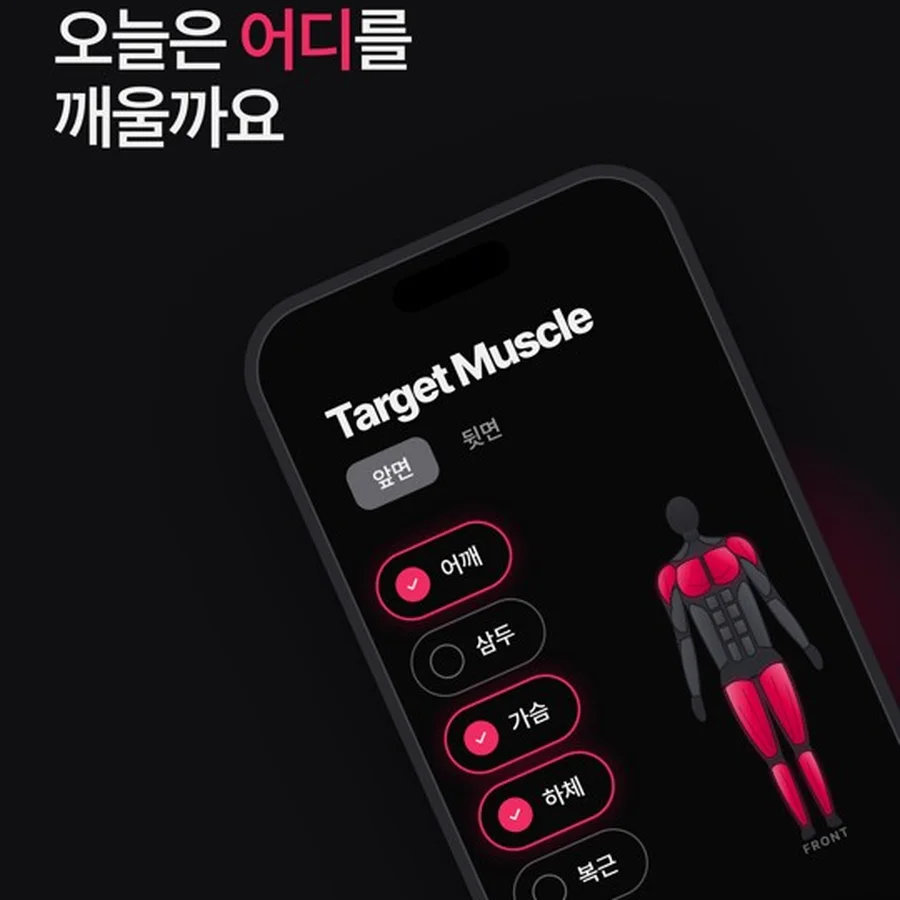 오늘은 어디를
깨울까요
Target Muscle
앞면
뒷면
어깨
삼두
가슴
하체
복근
FRONT